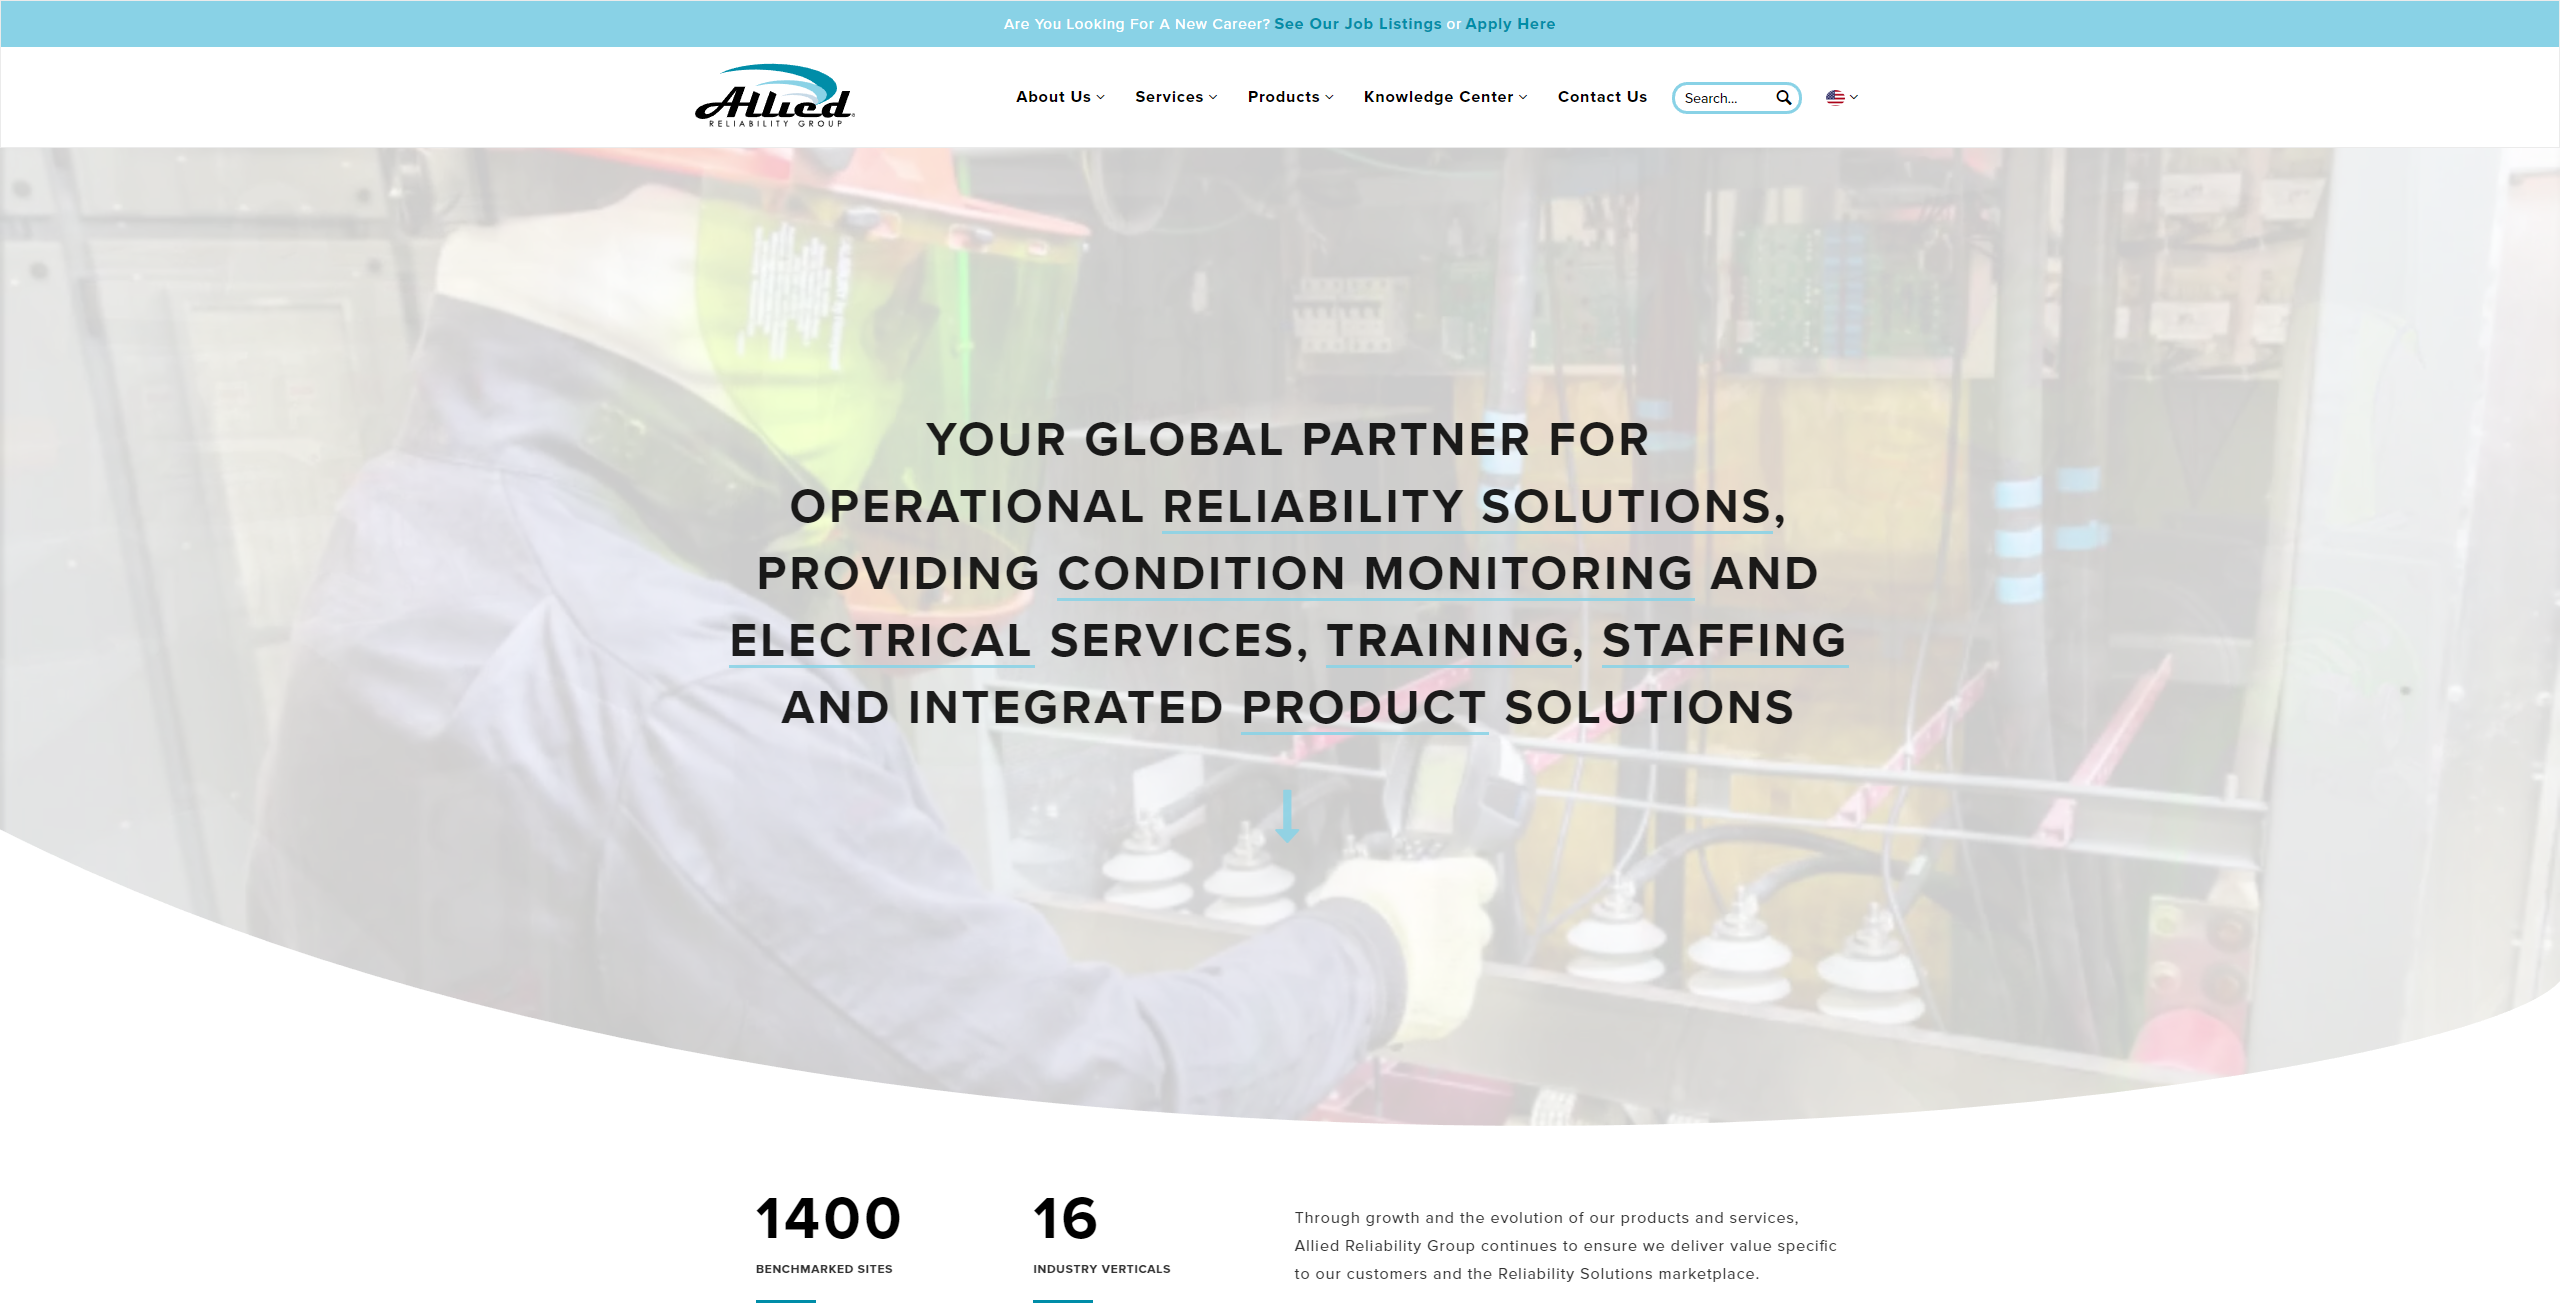 Are You Looking For A New Career? See Our Job Listings or Apply Here
Allied®
RELIABILITY GROUP
About Us
Services
Products
Knowledge Center
Contact Us
Search...
YOUR GLOBAL PARTNER FOR
OPERATIONAL RELIABILITY SOLUTIONS,
PROVIDING CONDITION MONITORING AND
ELECTRICAL SERVICES, TRAINING, STAFFING
AND INTEGRATED PRODUCT SOLUTIONS
1400
BENCHMARKED SITES
16
INDUSTRY VERTICALS
Through growth and the evolution of our products and services,
Allied Reliability Group continues to ensure we deliver value specific
to our customers and the Reliability Solutions marketplace.